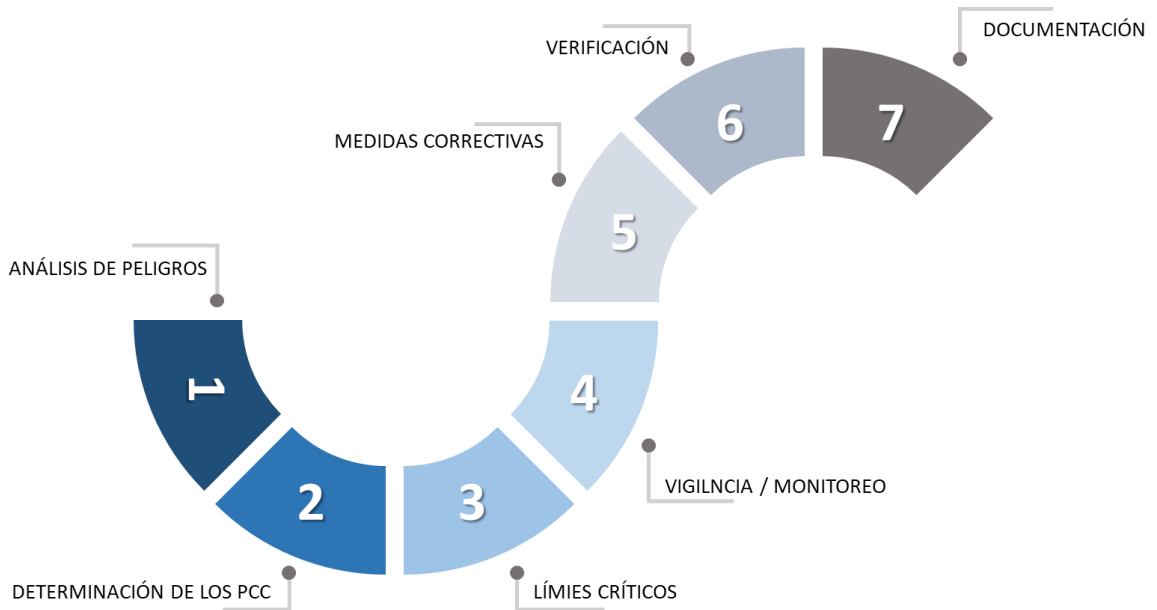 ANÁLISIS DE PELIGROS
1
DETERMINACIÓN DE LOS PCC
2
LÍMIES CRÍTICOS
3
VIGILNCIA / MONITOREO
4
MEDIDAS CORRECTIVAS
5
VERIFICACIÓN
6
DOCUMENTACIÓN
7